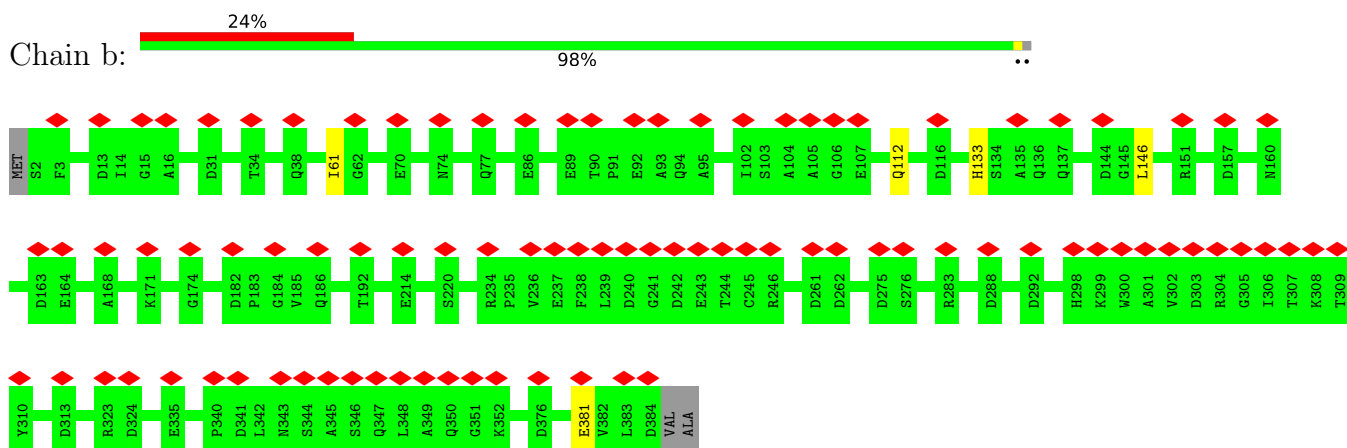 24%
Chain b:
98%
••
MET S2 F3 D13 I14 G15 A16 D31 T34 Q38 I61 G62 E70 N74 Q77 E86 E89 T90 P91 E92 A93 Q94 A95 I102 S103 A104 A105 G106 E107 Q112 D116 H133 S134 A135 Q136 Q137 D144 G145 L146 R151 D157 N160
D163 E164 A168 K171 G174 D182 P183 G184 V185 Q186 T192 E214 S220 R234 P235 V236 E237 F238 L239 D240 G241 D242 E243 T244 C245 R246 D261 D262 D275 S276 R283 D288 D292 H298 K299 W300 A301 V302 D303 R304 G305 I306 T307 K308 T309
Y310 D313 R323 D324 E335 P340 D341 L342 N343 S344 A345 S346 Q347 L348 A349 Q350 G351 K352 D376 E381 V382 L383 D384 VAL ALA